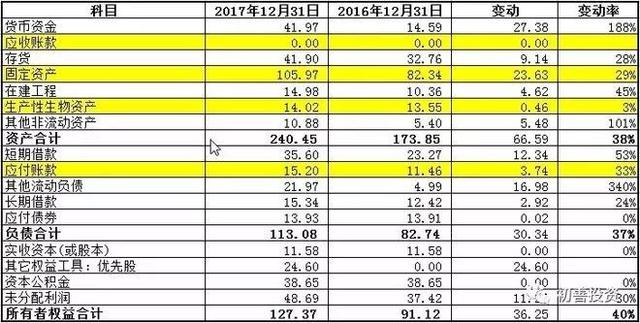 科目 2017年12月31日 2016年12月31日 变动 变动率
货币资金 41.97 14.59 27.38 188%
应收账款 0.00 0.00 0.00
存货 41.90 32.76 9.14 28%
固定资产 105.97 82.34 23.63 29%
在建工程 14.98 10.36 4.62 45%
生产性生物资产 14.02 13.55 0.46 3%
其他非流动资产 10.88 5.40 5.48 101%
资产合计 240.45 173.85 66.59 38%
短期借款 35.60 23.27 12.34 53%
应付账款 15.20 11.46 3.74 33%
其他流动负债 21.97 4.99 16.98 340%
长期借款 15.34 12.42 2.92 24%
应付债券 13.93 13.91 0.02 0%
负债合计 113.08 82.74 30.34 37%
实收资本(或股本) 11.58 11.58 0.00 0%
其它权益工具：优先股 24.60 0.00 24.60
资本公积金 38.65 38.65 0.00 0%
未分配利润 48.69 37.42 30%
所有者权益合计 127.37 91.12 36.25 40%
初善投资